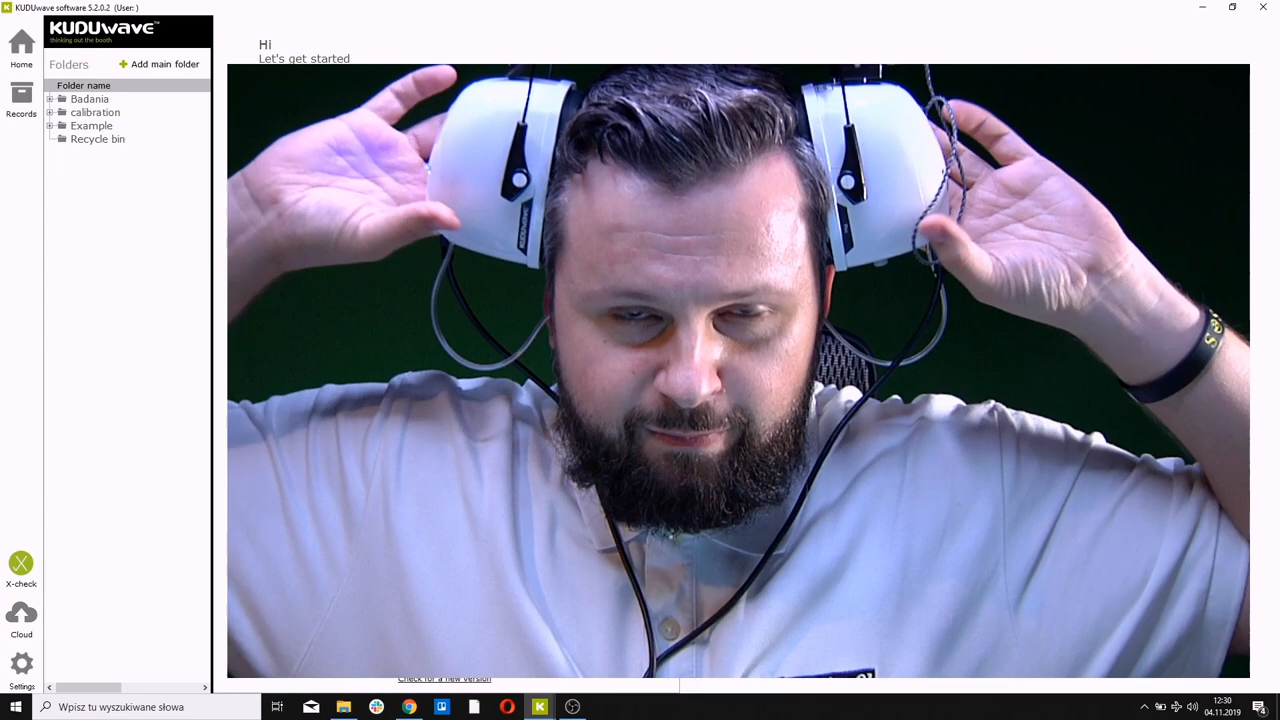 KUDUwave software 5.2.0.2 (User: )
KUDUwave™
thinking out the booth
Home
Records
Folders
Add main folder
Folder name
Badania
calibration
Example
Recycle bin
Hi
Let's get started
KUDUwave
X-check
Cloud
Settings
Check for a new version
Wpisz tu wyszukiwane słowa
12:30
04.11.2019
4